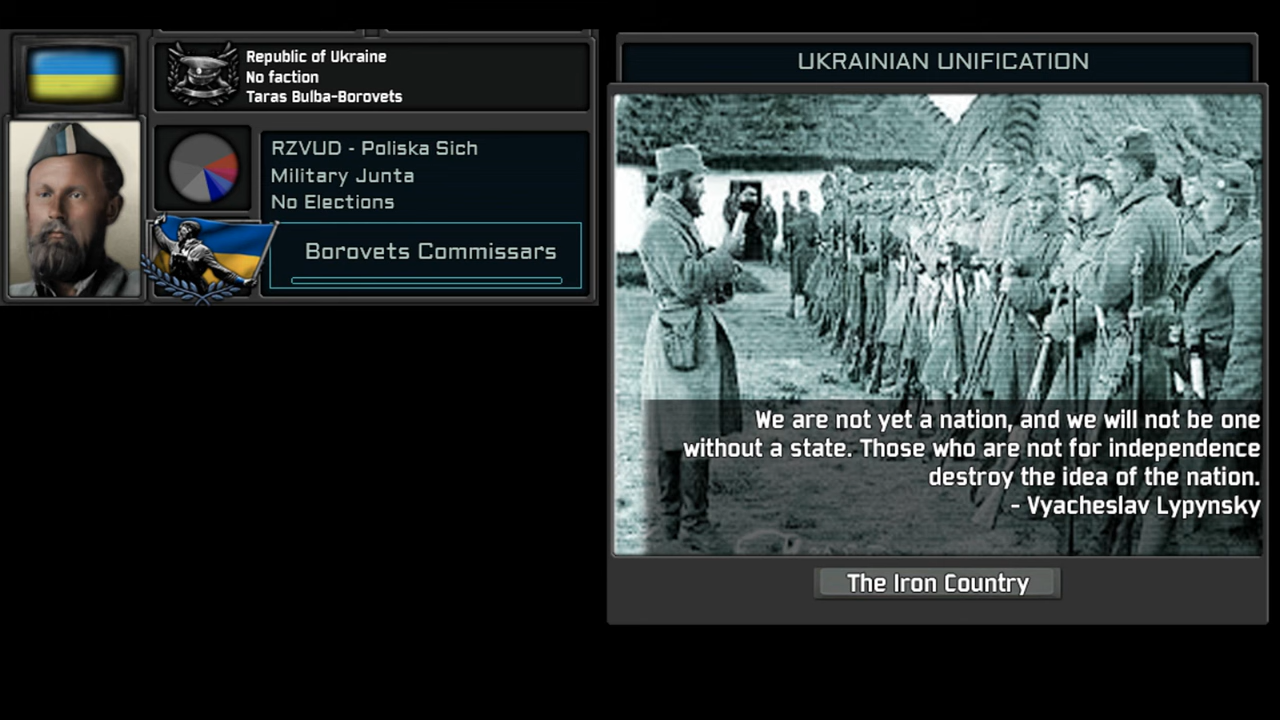 Republic of Ukraine
No faction
Taras Bulba-Borovets
RZVUD - Poliska Sich
Military Junta
No Elections
Borovets Commissars
UKRAINIAN UNIFICATION
We are not yet a nation, and we will not be one
without a state. Those who are not for independence
destroy the idea of the nation.
- Vyacheslav Lypynsky
The Iron Country